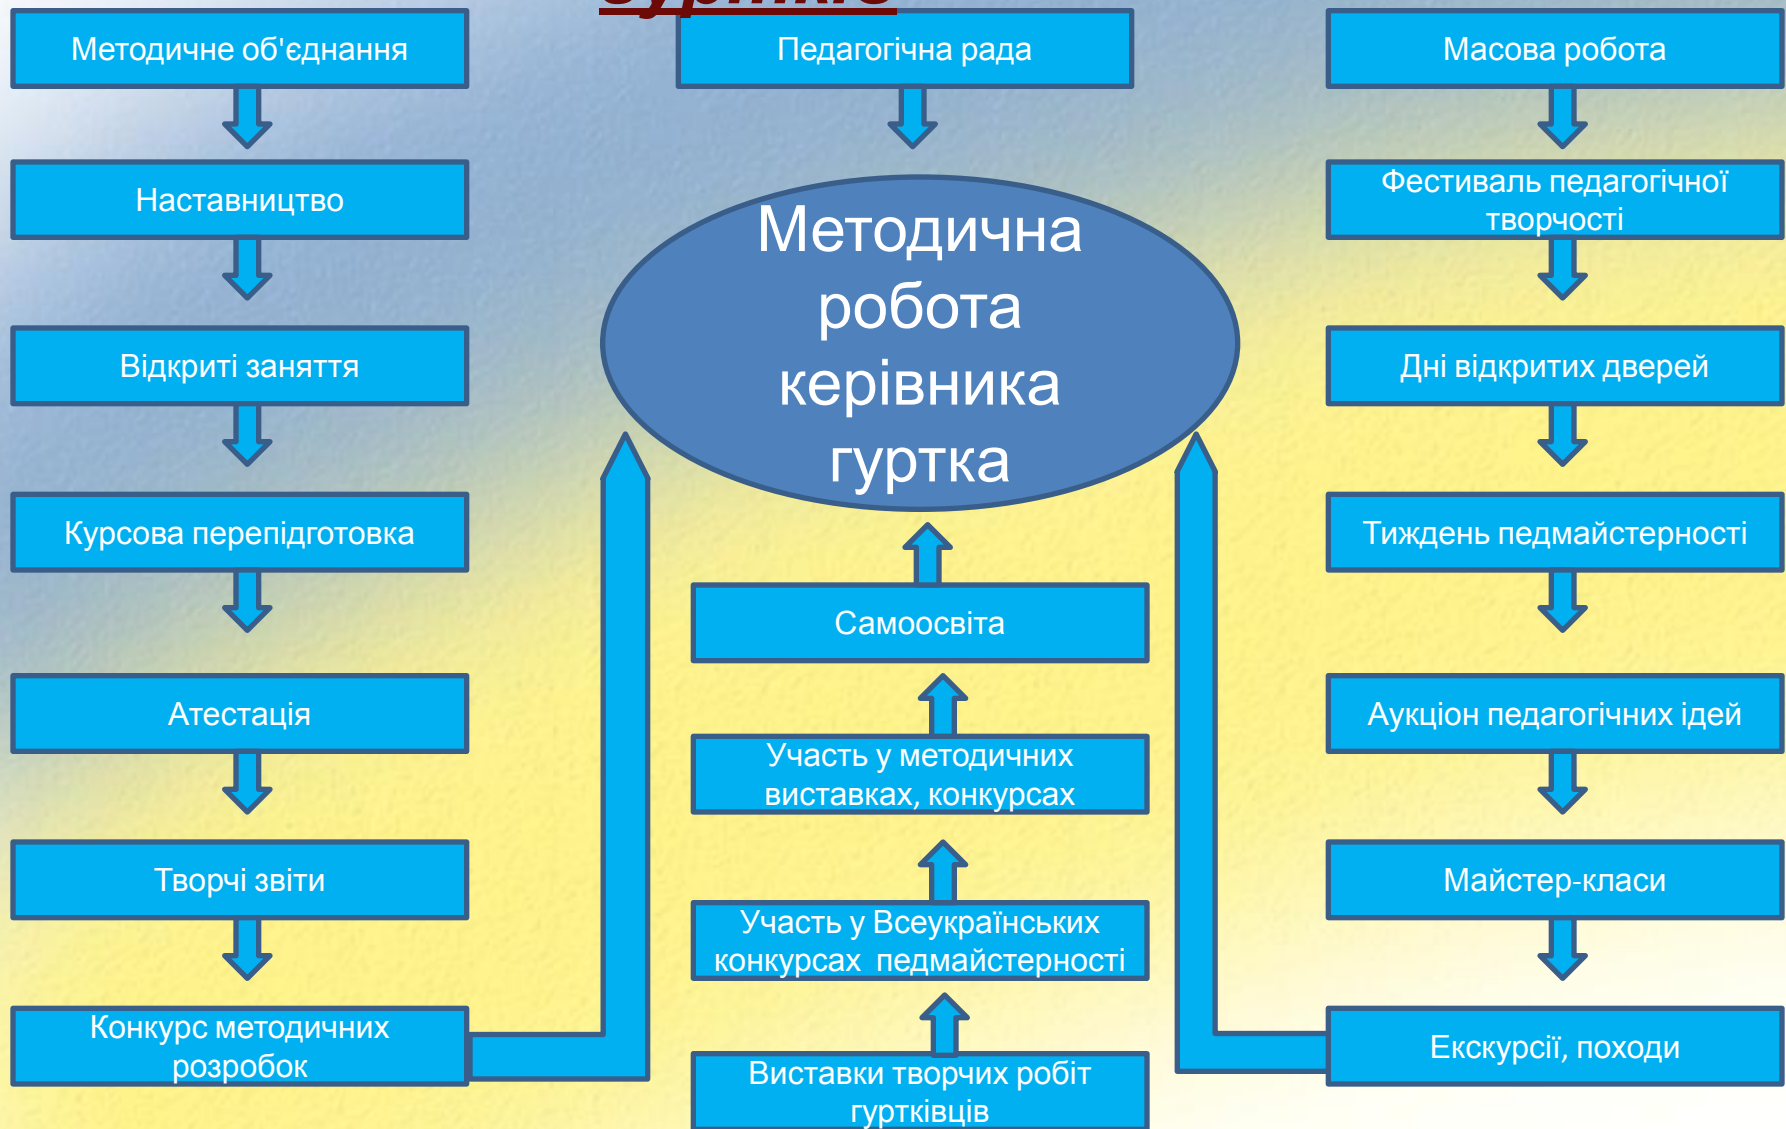 Методичне об'єднання
Наставництво
Відкриті заняття
Курсова перепідготовка
Атестація
Творчі звіти
Конкурс методичних
розробок
Педагогічна рада
Методична
робота
керівника
гуртка
Самоосвіта
Участь у методичних
виставках, конкурсах
Участь у Всеукраїнських
конкурсах  педмайстерності
Виставки творчих робіт
гуртківців
Масова робота
Фестиваль педагогічної
творчості
Дні відкритих дверей
Тиждень педмайстерності
Аукціон педагогічних ідей
Майстер-класи
Екскурсії, походи